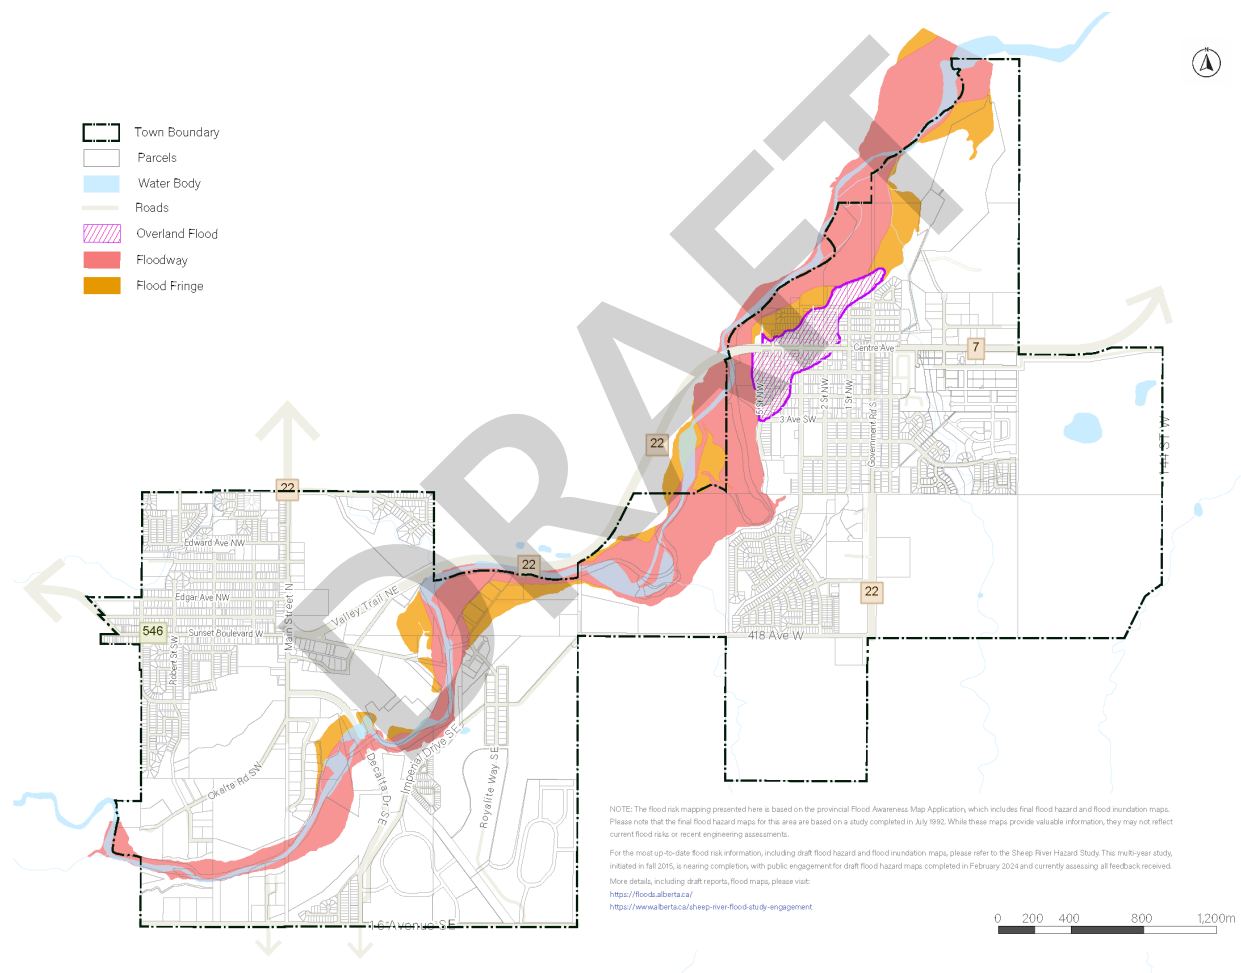 N
DRAFT
Town Boundary
Parcels
Water Body
Roads
Overland Flood
Floodway
Flood Fringe
Centre Ave
7
5 St NW
2 St NW
1 St NW
3 Ave SW
Government Rd S
141 ST W
22
22
Edward Ave NW
22
Edgar Ave NW
Main Street N
Valley Trail NE
22
546
Sunset Boulevard W
Robert St SW
418 Ave W
Okalta Rd SW
Decalta Dr SE
Imperial Drive SE
Royalite Way SE
16 Avenue SE
NOTE: The flood risk mapping presented here is based on the provincial Flood Awareness Map Application, which includes final flood hazard and flood inundation maps.
Please note that the final flood hazard maps for this area are based on a study completed in July 1992. While these maps provide valuable information, they may not reflect
current flood risks or recent engineering assessments.
For the most up-to-date flood risk information, including draft flood hazard and flood inundation maps, please refer to the Sheep River Hazard Study. This multi-year study,
initiated in fall 2015, is nearing completion, with public engagement for draft flood hazard maps completed in February 2024 and currently assessing all feedback received.
More details, including draft reports, flood maps, please visit:
https://floods.alberta.ca/
https://www.alberta.ca/sheep-river-flood-study-engagement
0 200 400 800 1,200m